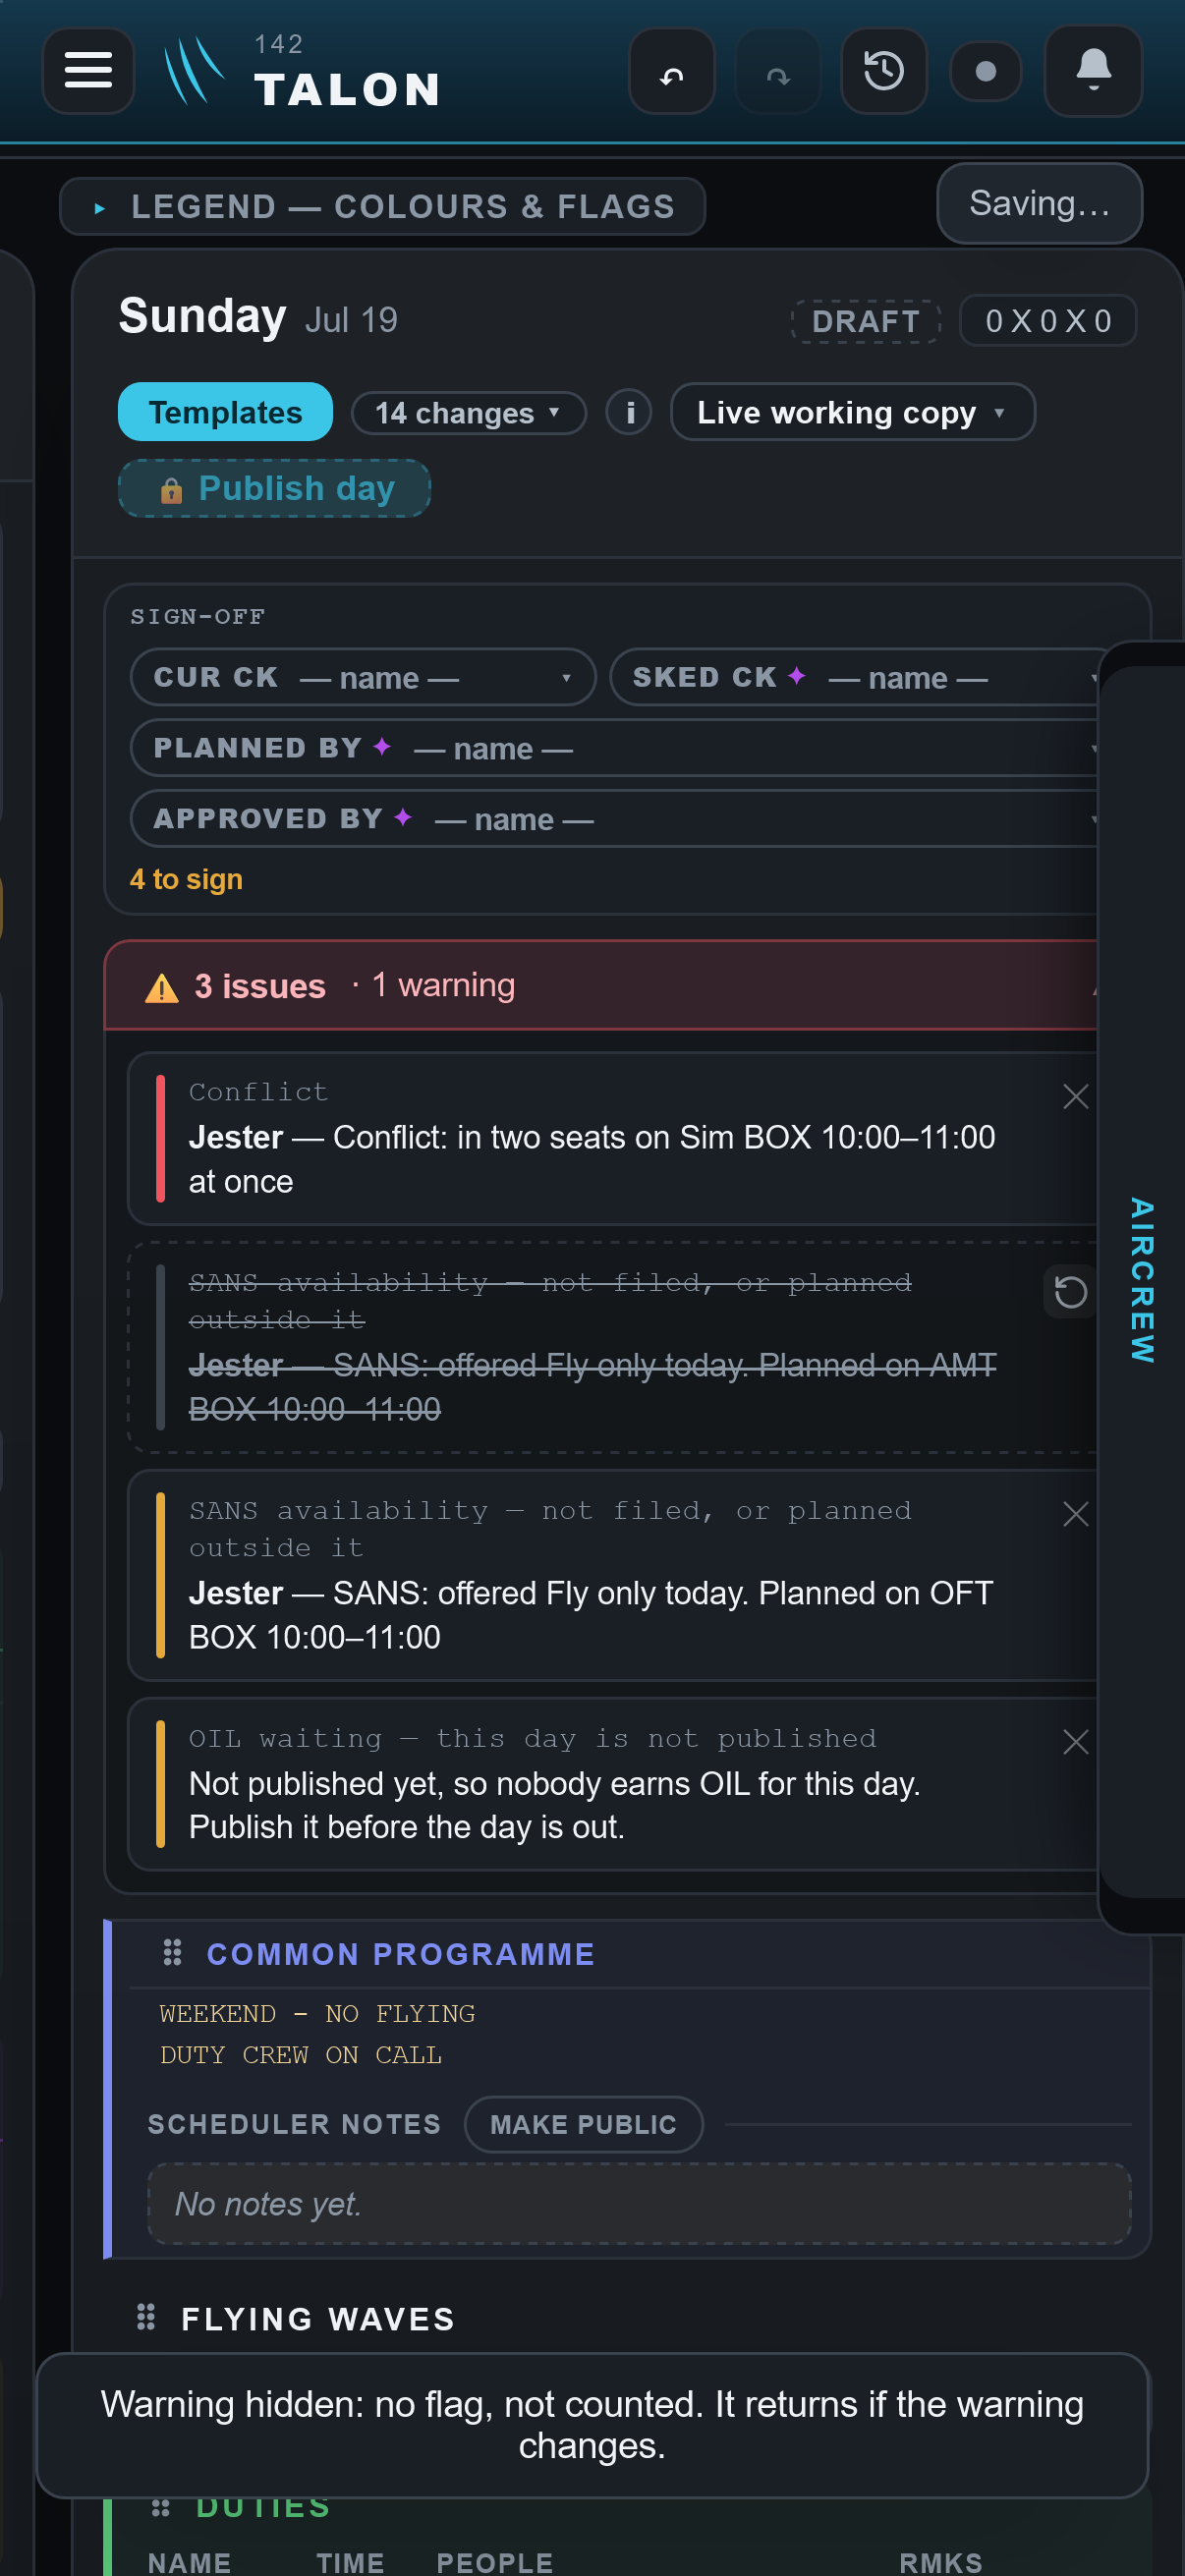 142
TALON
LEGEND — COLOURS & FLAGS
Saving...
Sunday Jul 19
DRAFT
0 X 0 X 0
Templates
14 changes
i
Live working copy
Publish day
SIGN-OFF
CUR CK — name —
SKED CK — name —
PLANNED BY — name —
APPROVED BY — name —
4 to sign
3 issues · 1 warning
Conflict
Jester — Conflict: in two seats on Sim BOX 10:00–11:00
at once
SANS availability — not filed, or planned
outside it
Jester — SANS: offered Fly only today. Planned on AMT
BOX 10:00–11:00
SANS availability — not filed, or planned
outside it
Jester — SANS: offered Fly only today. Planned on OFT
BOX 10:00–11:00
OIL waiting — this day is not published
Not published yet, so nobody earns OIL for this day.
Publish it before the day is out.
AIRCREW
COMMON PROGRAMME
WEEKEND - NO FLYING
DUTY CREW ON CALL
SCHEDULER NOTES
MAKE PUBLIC
No notes yet.
FLYING WAVES
Warning hidden: no flag, not counted. It returns if the warning
changes.
DUTIES
NAME TIME PEOPLE RMKS